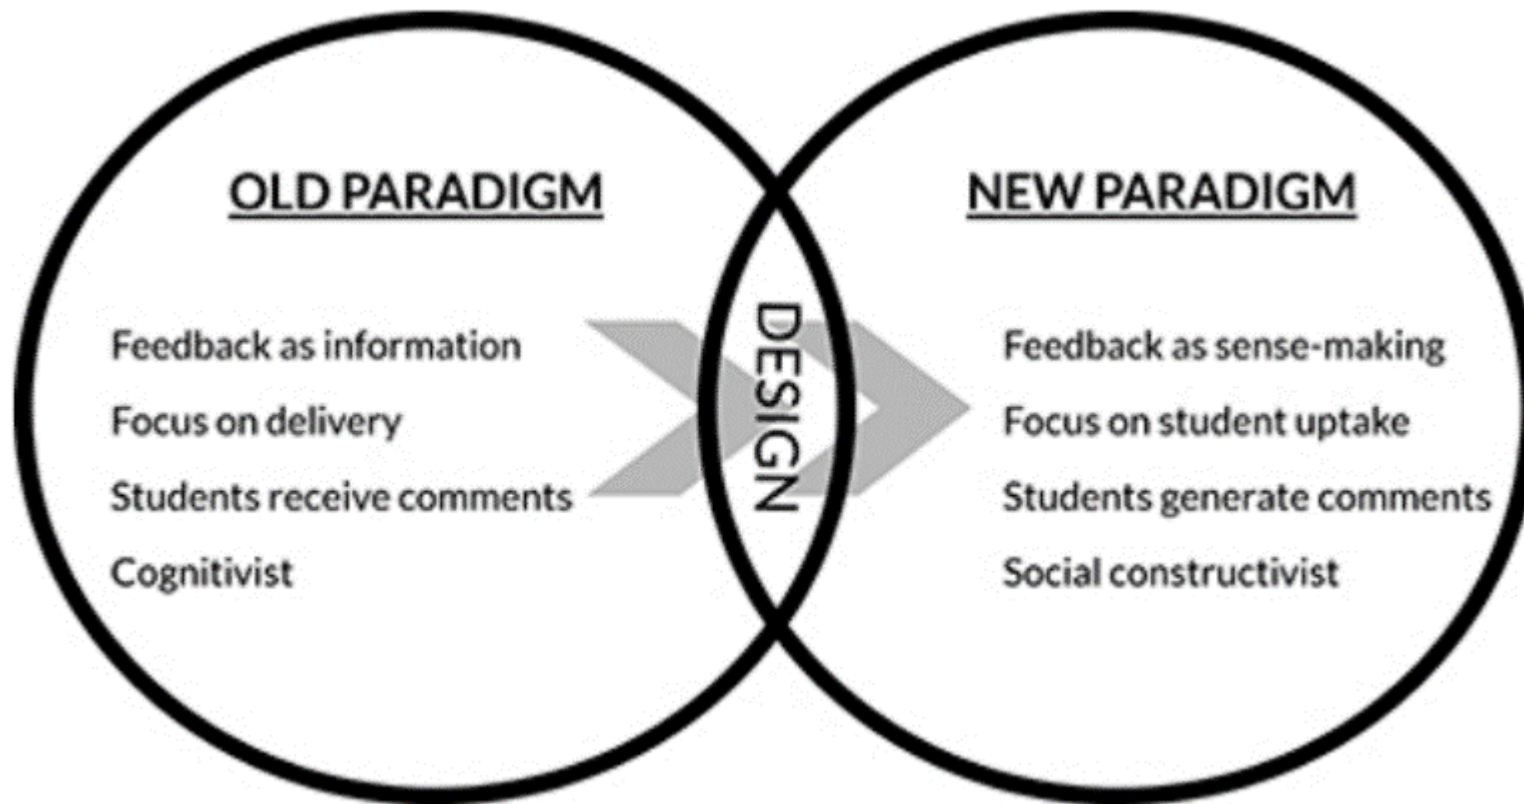 OLD PARADIGM
Feedback as information
Focus on delivery
Students receive comments
Cognitivist
DESIGN
NEW PARADIGM
Feedback as sense-making
Focus on student uptake
Students generate comments
Social constructivist